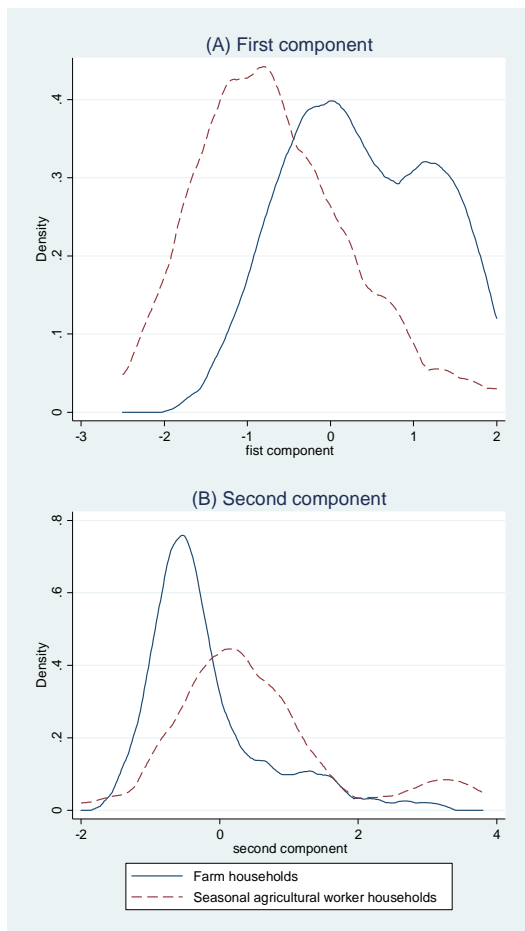 (A) First component
Density
.4
.3
.2
.1
0
-3
-2
-1
0
1
2
fist component
(B) Second component
Density
.8
.6
.4
.2
0
-2
0
2
4
second component
Farm households
Seasonal agricultural worker households